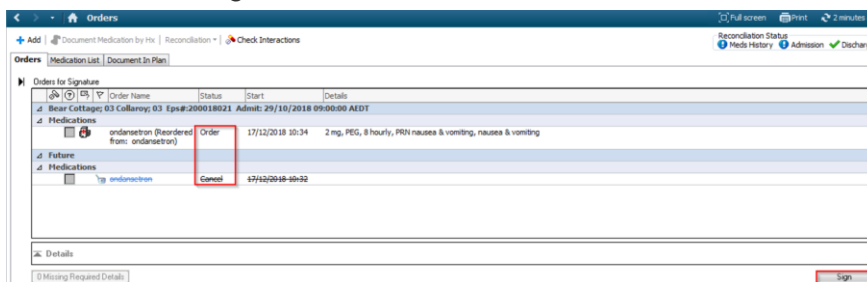 Orders
Full screen Print 2 minutes
+ Add Document Medication by Hx Reconciliation Check Interactions
Reconciliation Status
Meds History Admission Dischar
Orders Medication List Document In Plan
Orders for Signature
Order Name Status Start Details
Bear Cottage; 03 Collaroy; 03 Eps#:200018021 Admit: 29/10/2018 09:00:00 AEDT
Medications
ondansetron (Reordered Order 17/12/2018 10:34 2 mg, PEG, 8 hourly, PRN nausea & vomiting, nausea & vomiting
from: ondansetron)
Future
Medications
ondansetron Cancel 17/12/2018 10:32
Details
0 Missing Required Details Sign